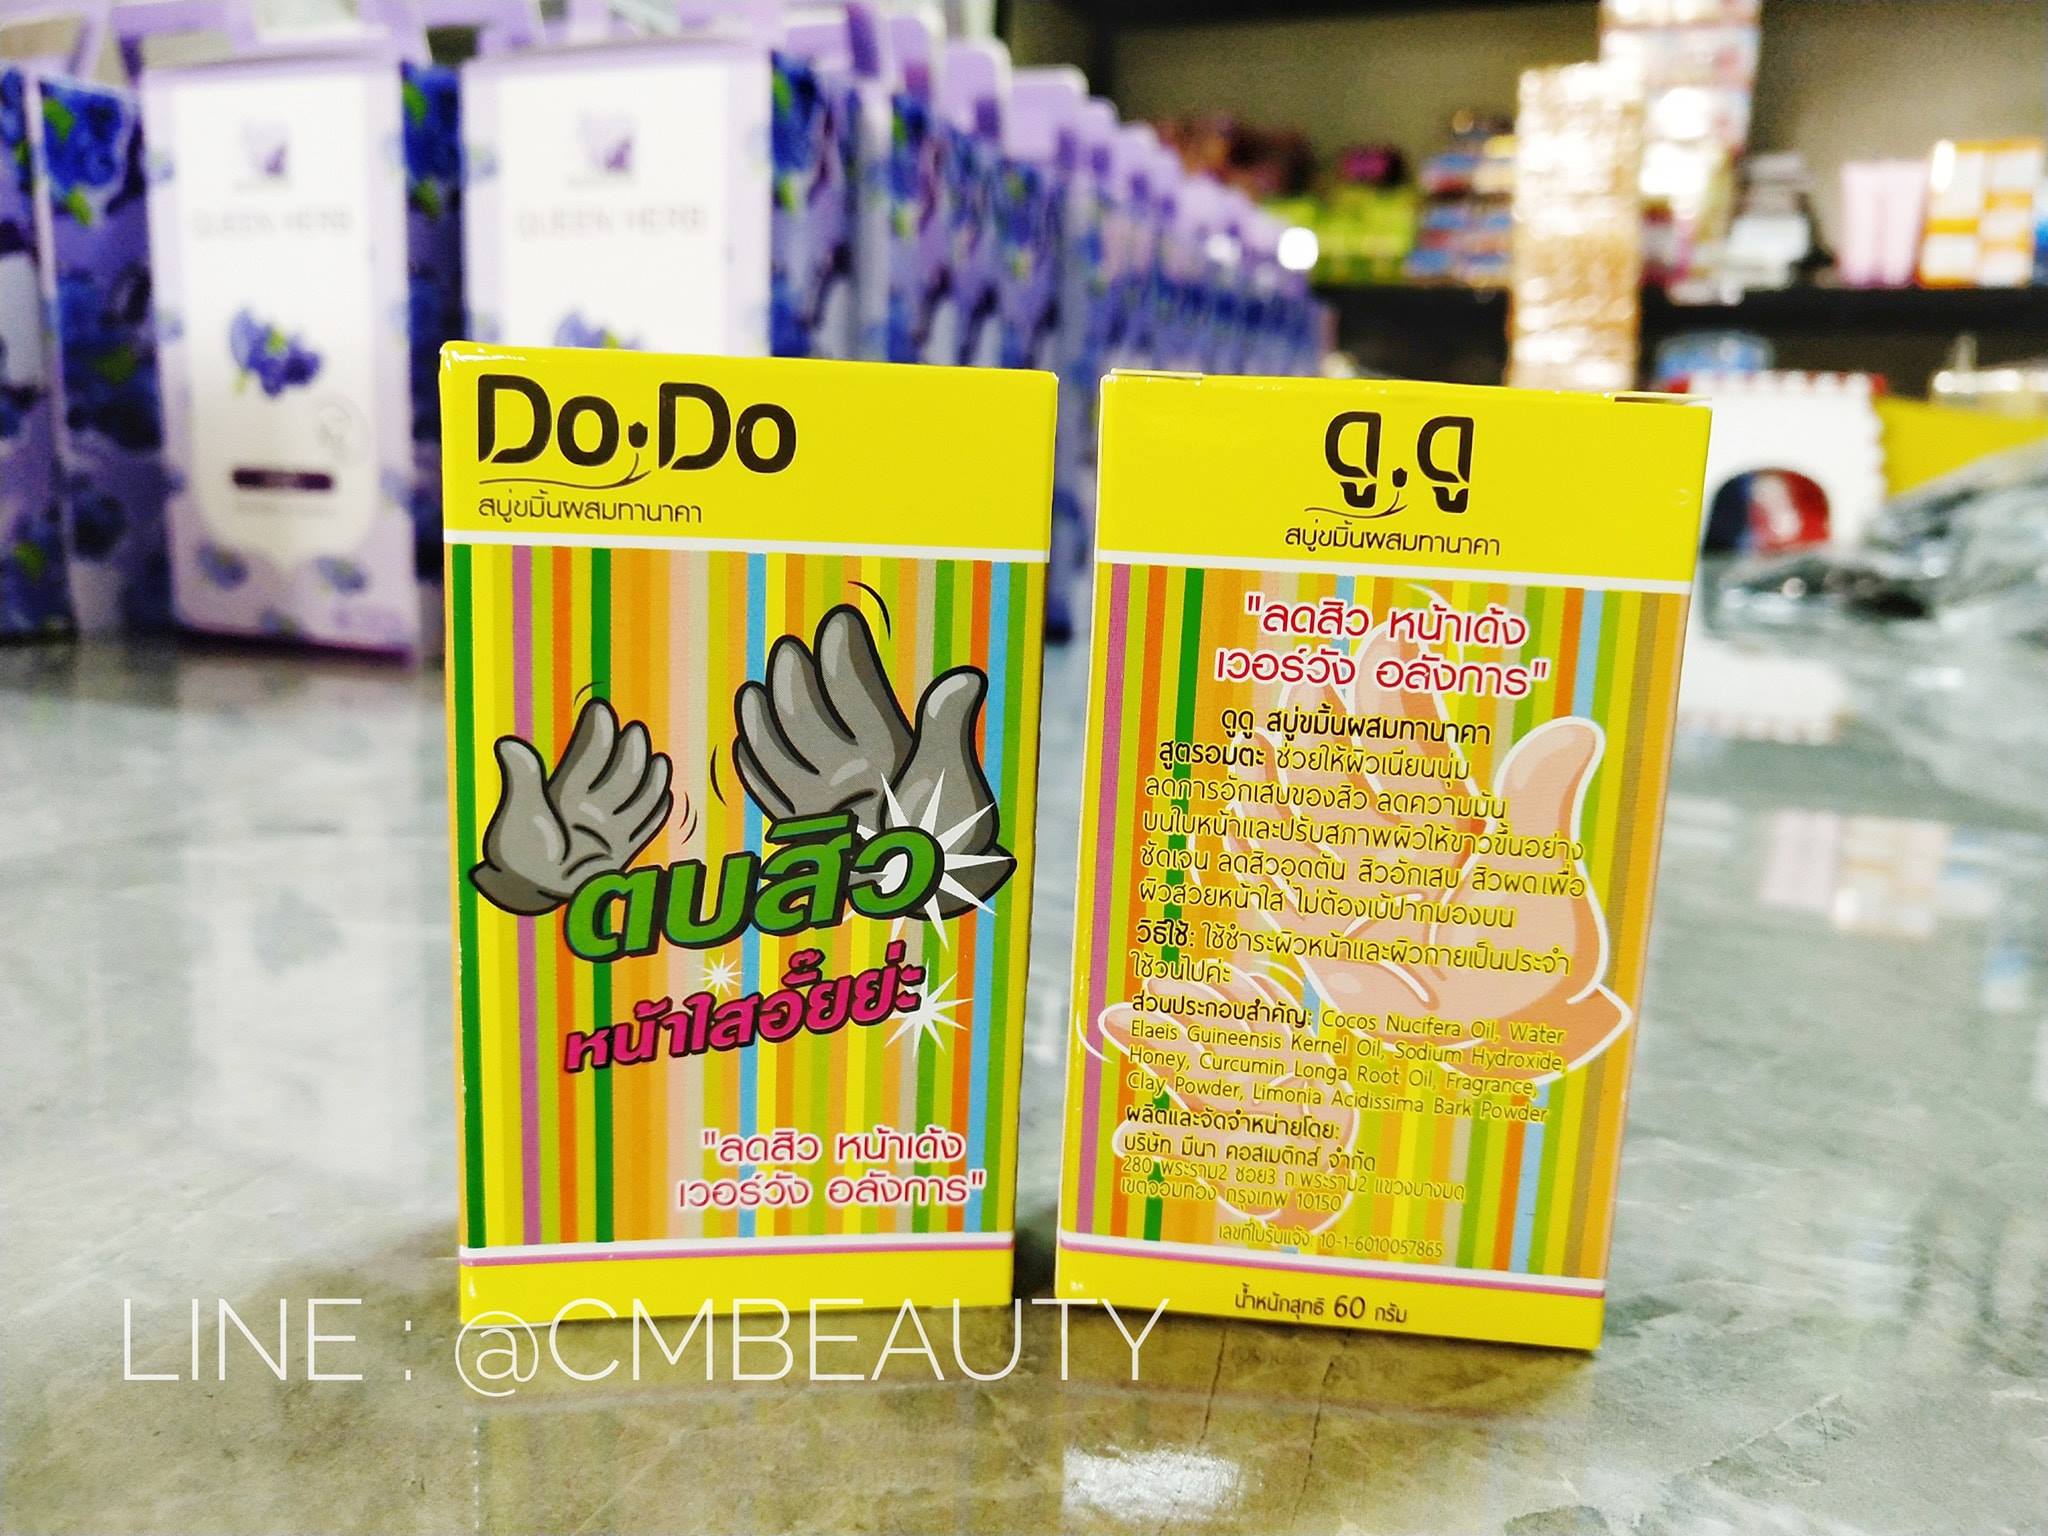 QUEEN HERB
QUEEN HERB
Do.Do
สบู่ขมิ้นผสมทานาคา
ตบสิว
หน้าใสอั๊ยย่ะ
"ลดสิว หน้าเด้ง
เวอร์วัง อลังการ"
ดู.ดู
สบู่ขมิ้นผสมทานาคา
"ลดสิว หน้าเด้ง
เวอร์วัง อลังการ"
ดูดู สบู่ขมิ้นผสมทานาคา
สูตรอมตะ ช่วยให้ผิวเนียนนุ่ม
ลดการอักเสบของสิว ลดความมัน
บนใบหน้าและปรับสภาพผิวให้ขาวขึ้นอย่าง
ชัดเจน ลดสิวอุดตัน สิวอักเสบ สิวผด เพื่อ
ผิวสวยหน้าใส ไม่ต้องเบ้ปากมองบน
วิธีใช้: ใช้ชำระผิวหน้าและผิวกายเป็นประจำ
ใช้วนไปค่ะ
ส่วนประกอบสำคัญ: Cocos Nucifera Oil, Water
Elaeis Guineensis Kernel Oil, Sodium Hydroxide,
Honey, Curcumin Longa Root Oil, Fragrance,
Clay Powder, Limonia Acidissima Bark Powder
ผลิตและจัดจำหน่ายโดย:
บริษัท มีนา คอสเมติกส์ จำกัด
280 พระราม2 ซอย3 ถ.พระราม2 แขวงบางมด
เขตจอมทอง กรุงเทพ 10150
เลขที่ใบรับแจ้ง: 10-1-6010057865
น้ำหนักสุทธิ 60 กรัม
LINE : @CMBEAUTY